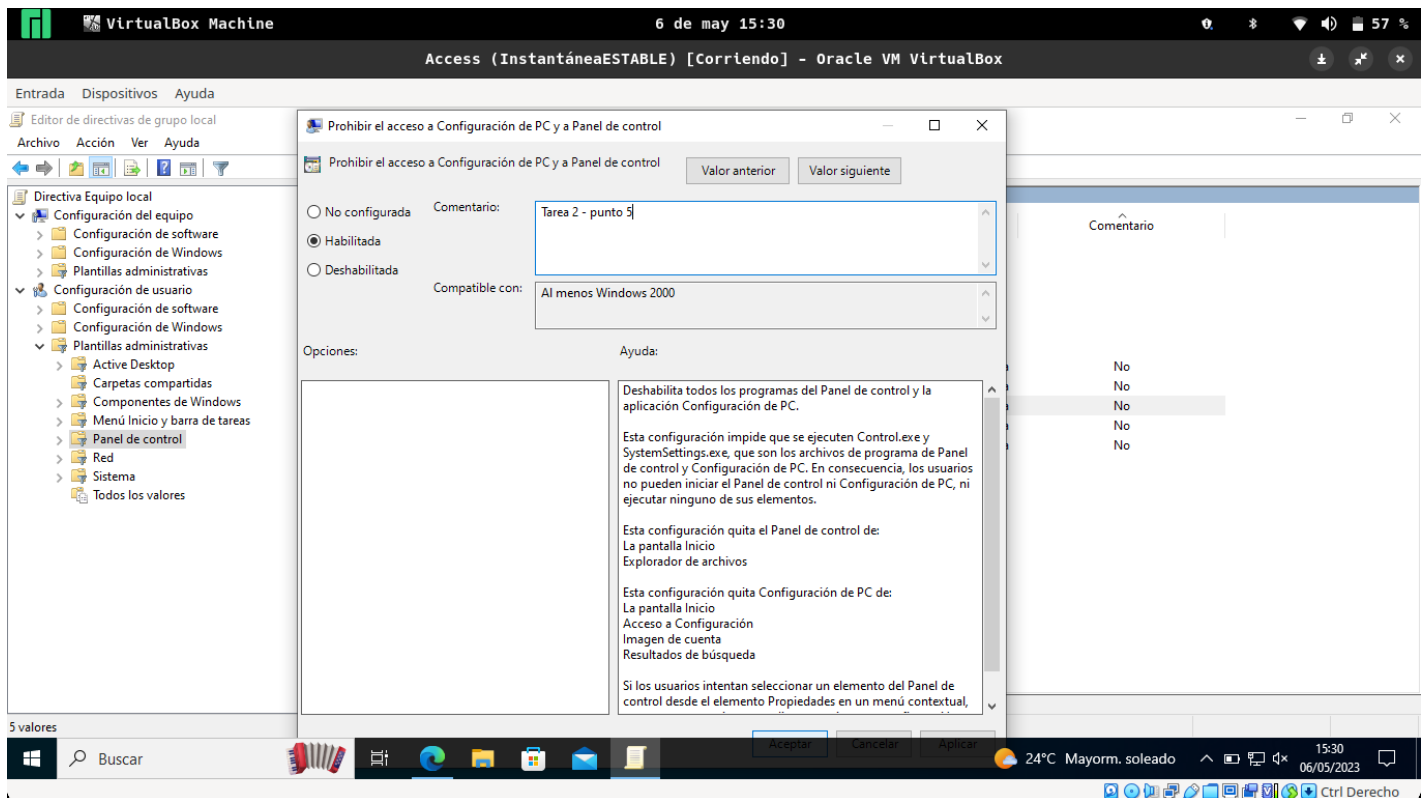 VirtualBox Machine
6 de may 15:30
57 %
Access (InstantáneaESTABLE) [Corriendo] - Oracle VM VirtualBox
Entrada Dispositivos Ayuda
Editor de directivas de grupo local
Archivo Acción Ver Ayuda
Directiva Equipo local
Configuración del equipo
Configuración de software
Configuración de Windows
Plantillas administrativas
Configuración de usuario
Configuración de software
Configuración de Windows
Plantillas administrativas
Active Desktop
Carpetas compartidas
Componentes de Windows
Menú Inicio y barra de tareas
Panel de control
Red
Sistema
Todos los valores
5 valores
Prohibir el acceso a Configuración de PC y a Panel de control
Prohibir el acceso a Configuración de PC y a Panel de control
Valor anterior
Valor siguiente
No configurada
Habilitada
Deshabilitada
Comentario:
Tarea 2 - punto 5
Compatible con:
Al menos Windows 2000
Opciones:
Ayuda:
Deshabilita todos los programas del Panel de control y la
aplicación Configuración de PC.
Esta configuración impide que se ejecuten Control.exe y
SystemSettings.exe, que son los archivos de programa de Panel
de control y Configuración de PC. En consecuencia, los usuarios
no pueden iniciar el Panel de control ni Configuración de PC, ni
ejecutar ninguno de sus elementos.
Esta configuración quita el Panel de control de:
La pantalla Inicio
Explorador de archivos
Esta configuración quita Configuración de PC de:
La pantalla Inicio
Acceso a Configuración
Imagen de cuenta
Resultados de búsqueda
Si los usuarios intentan seleccionar un elemento del Panel de
control desde el elemento Propiedades en un menú contextual,
Aceptar
Cancelar
Aplicar
Comentario
No
No
No
No
No
Buscar
24°C Mayorm. soleado
15:30
06/05/2023
Ctrl Derecho